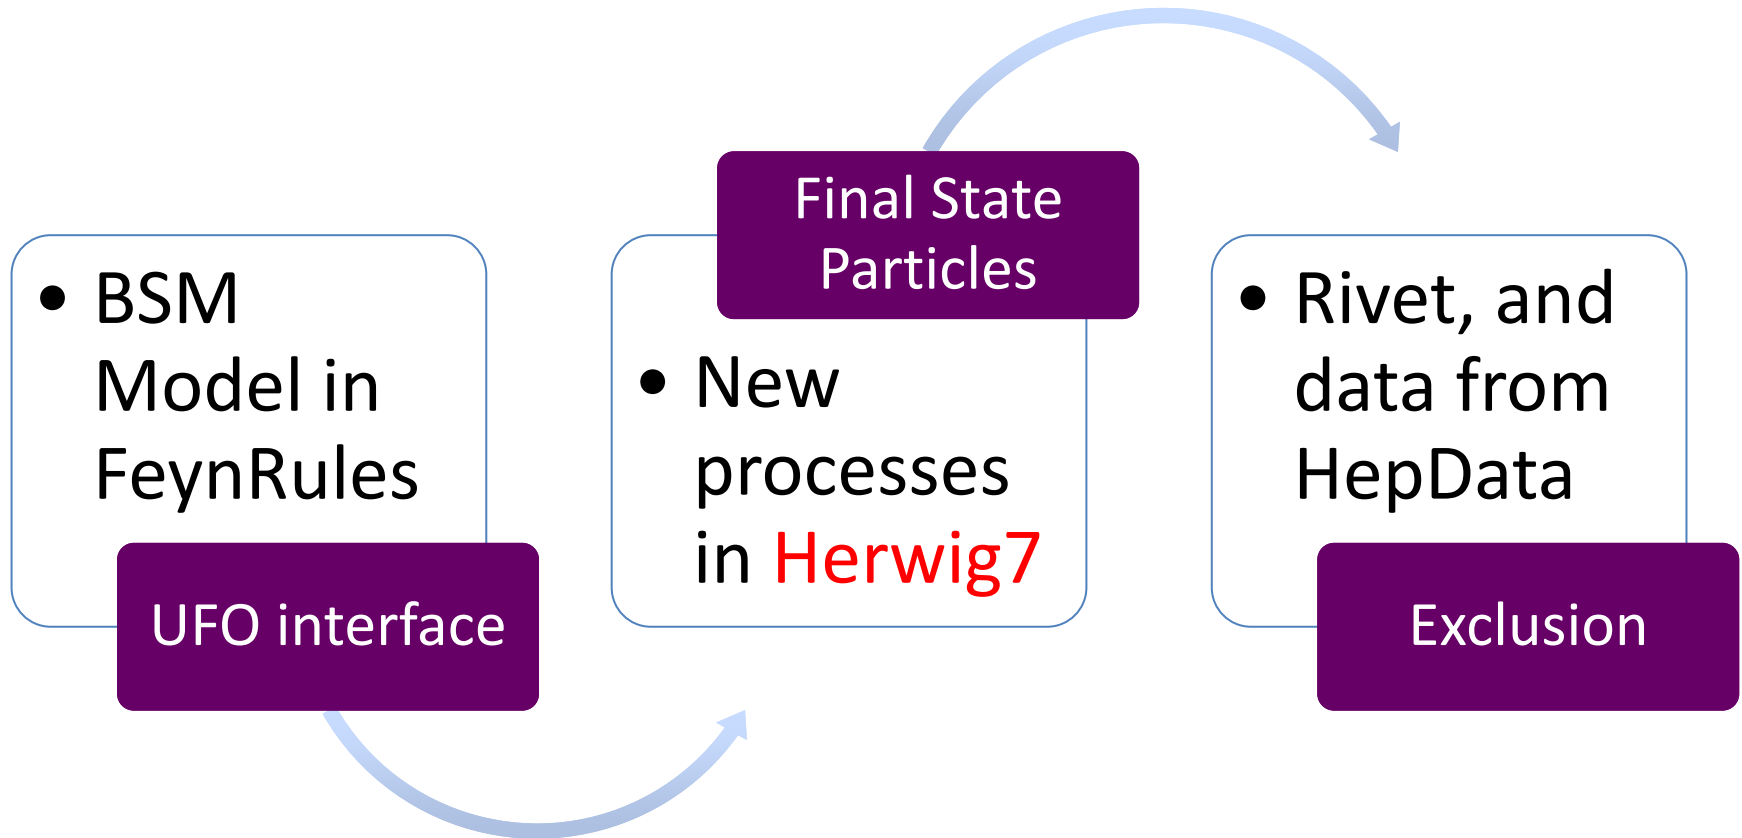 • BSM
Model in
FeynRules
UFO interface
Final State
Particles
• New
processes
in Herwig7
• Rivet, and
data from
HepData
Exclusion